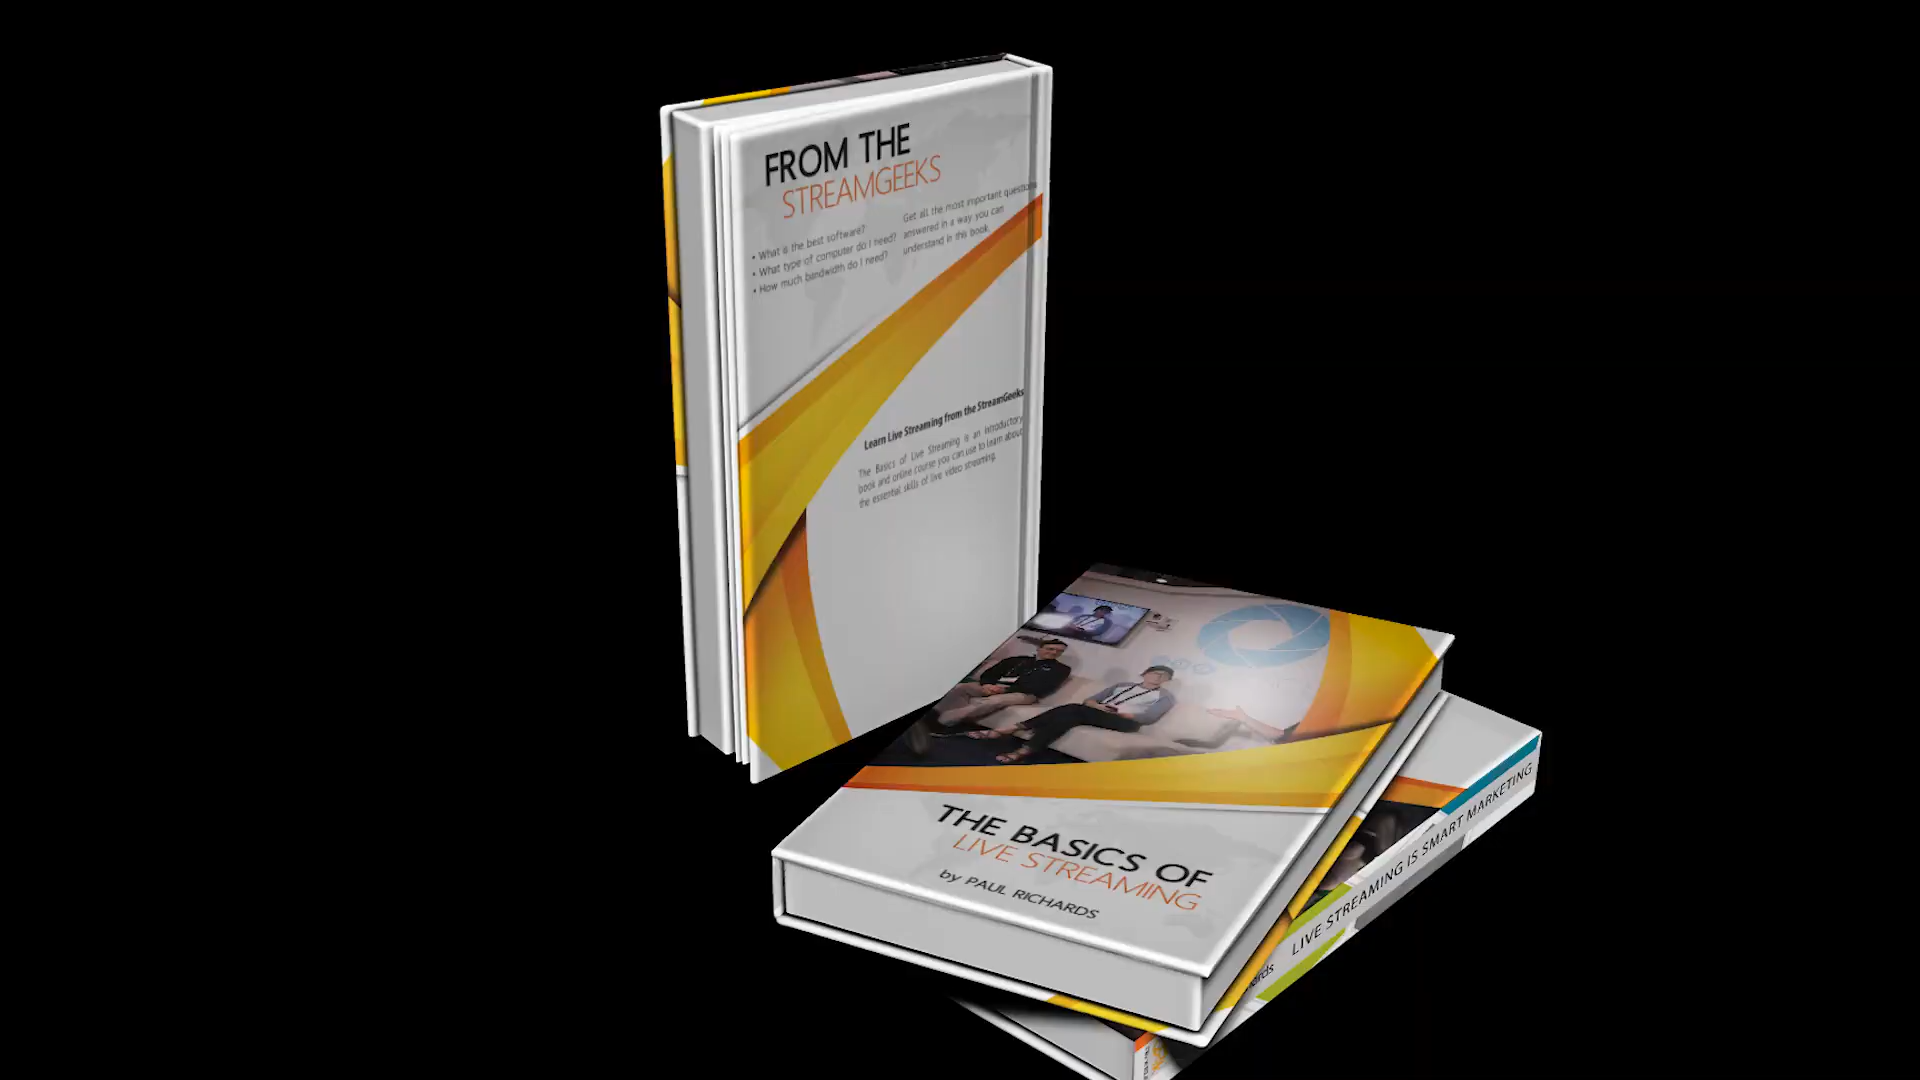 FROM THE
STREAMGEEKS
• What is the best software?
• What type of computer do I need?
• How much bandwidth do I need?
Get all the most important questions
answered in a way you can
understand in this book.
Learn Live Streaming from the StreamGeeks
The Basics of Live Streaming is an introductory
book and online course you can use to learn about
the essential skills of live video streaming.
THE BASICS OF
LIVE STREAMING
by PAUL RICHARDS
LIVE STREAMING IS SMART MARKETING